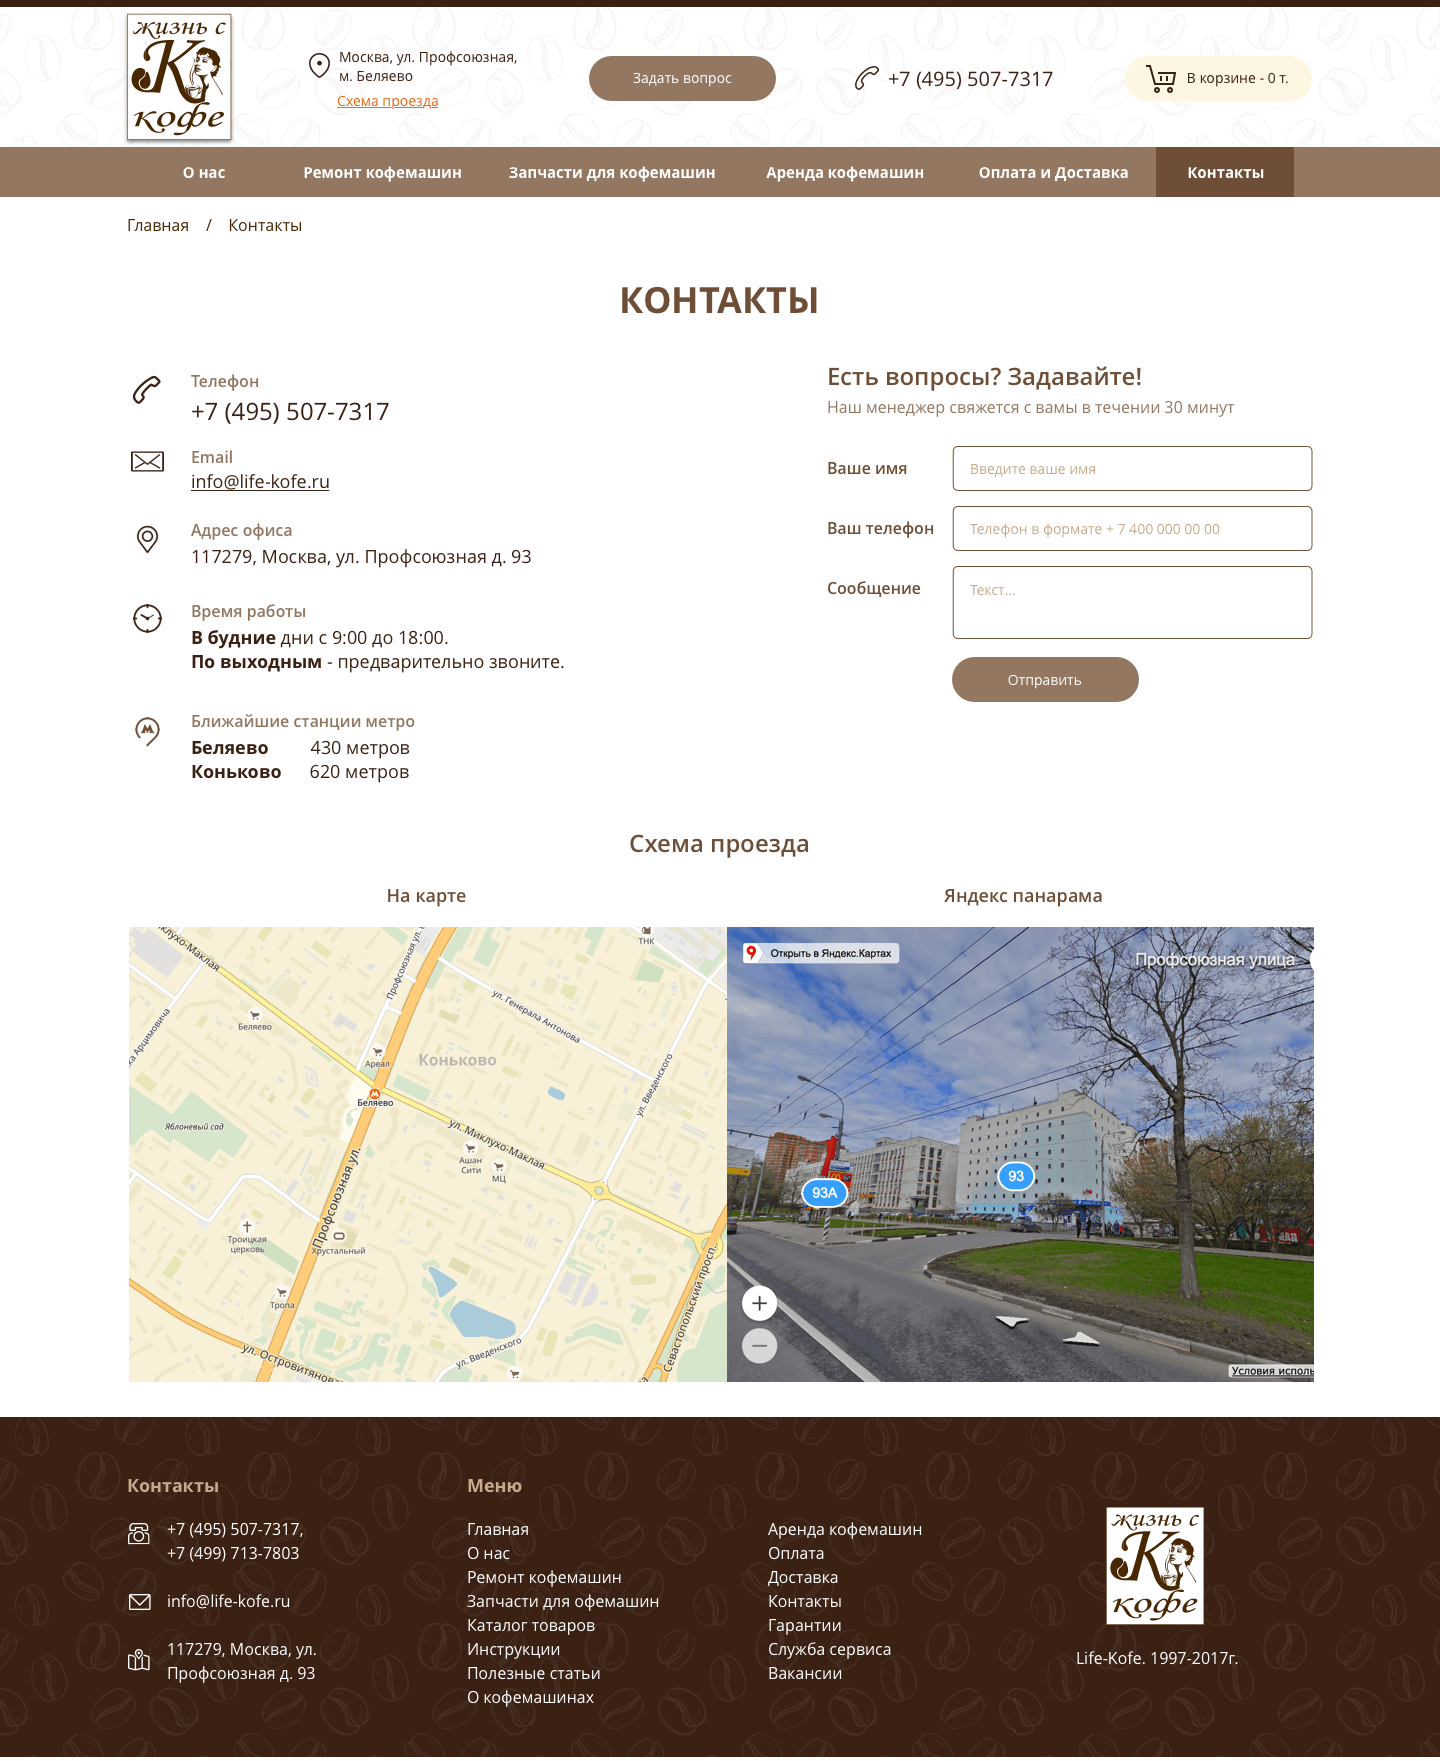 жизнь с
К
кофе
Москва, ул. Профсоюзная,
м. Беляево
Схема проезда
Задать вопрос
+7 (495) 507-7317
В корзине - 0 т.
О нас
Ремонт кофемашин
Запчасти для кофемашин
Аренда кофемашин
Оплата и Доставка
Контакты
Главная / Контакты
КОНТАКТЫ
Телефон
+7 (495) 507-7317
Email
info@life-kofe.ru
Адрес офиса
117279, Москва, ул. Профсоюзная д. 93
Время работы
В будние дни с 9:00 до 18:00.
По выходным - предварительно звоните.
Ближайшие станции метро
Беляево 430 метров
Коньково 620 метров
Есть вопросы? Задавайте!
Наш менеджер свяжется с вамы в течении 30 минут
Ваше имя
Введите ваше имя
Ваш телефон
Телефон в формате + 7 400 000 00 00
Сообщение
Текст...
Отправить
Схема проезда
На карте
Яндекс панарама
иклухо-Маклая
Профсоюзная ул.
ТНК
ул. Генерала Антонова
Беляево
ка Арцимовича
Ареал
Коньково
Беляево
ул. Введенского
Яблоневый сад
ул. Миклухо-Маклая
Ашан
Сити
МЦ
Профсоюзная ул.
Троицкая
церковь
Хрустальный
Тропа
Севастопольский просп.
ул. Островитянова
ул. Введенского
Открыть в Яндекс.Картах
Профсоюзная улица
93А
93
Условия исполь
Контакты
+7 (495) 507-7317,
+7 (499) 713-7803
info@life-kofe.ru
117279, Москва, ул.
Профсоюзная д. 93
Меню
Главная
О нас
Ремонт кофемашин
Запчасти для офемашин
Каталог товаров
Инструкции
Полезные статьи
О кофемашинах
Аренда кофемашин
Оплата
Доставка
Контакты
Гарантии
Служба сервиса
Вакансии
жизнь с
К
кофе
Life-Kofe. 1997-2017г.